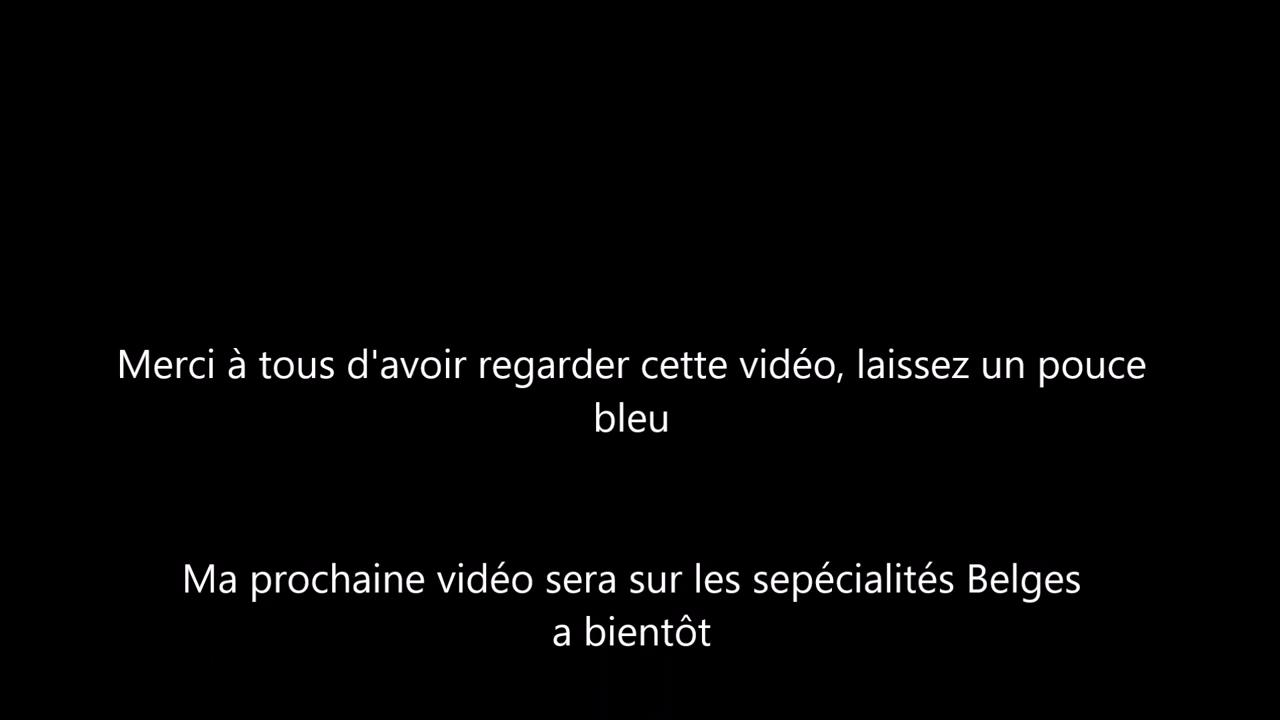 Merci à tous d'avoir regarder cette vidéo, laissez un pouce
bleu
Ma prochaine vidéo sera sur les sepécialités Belges
a bientôt